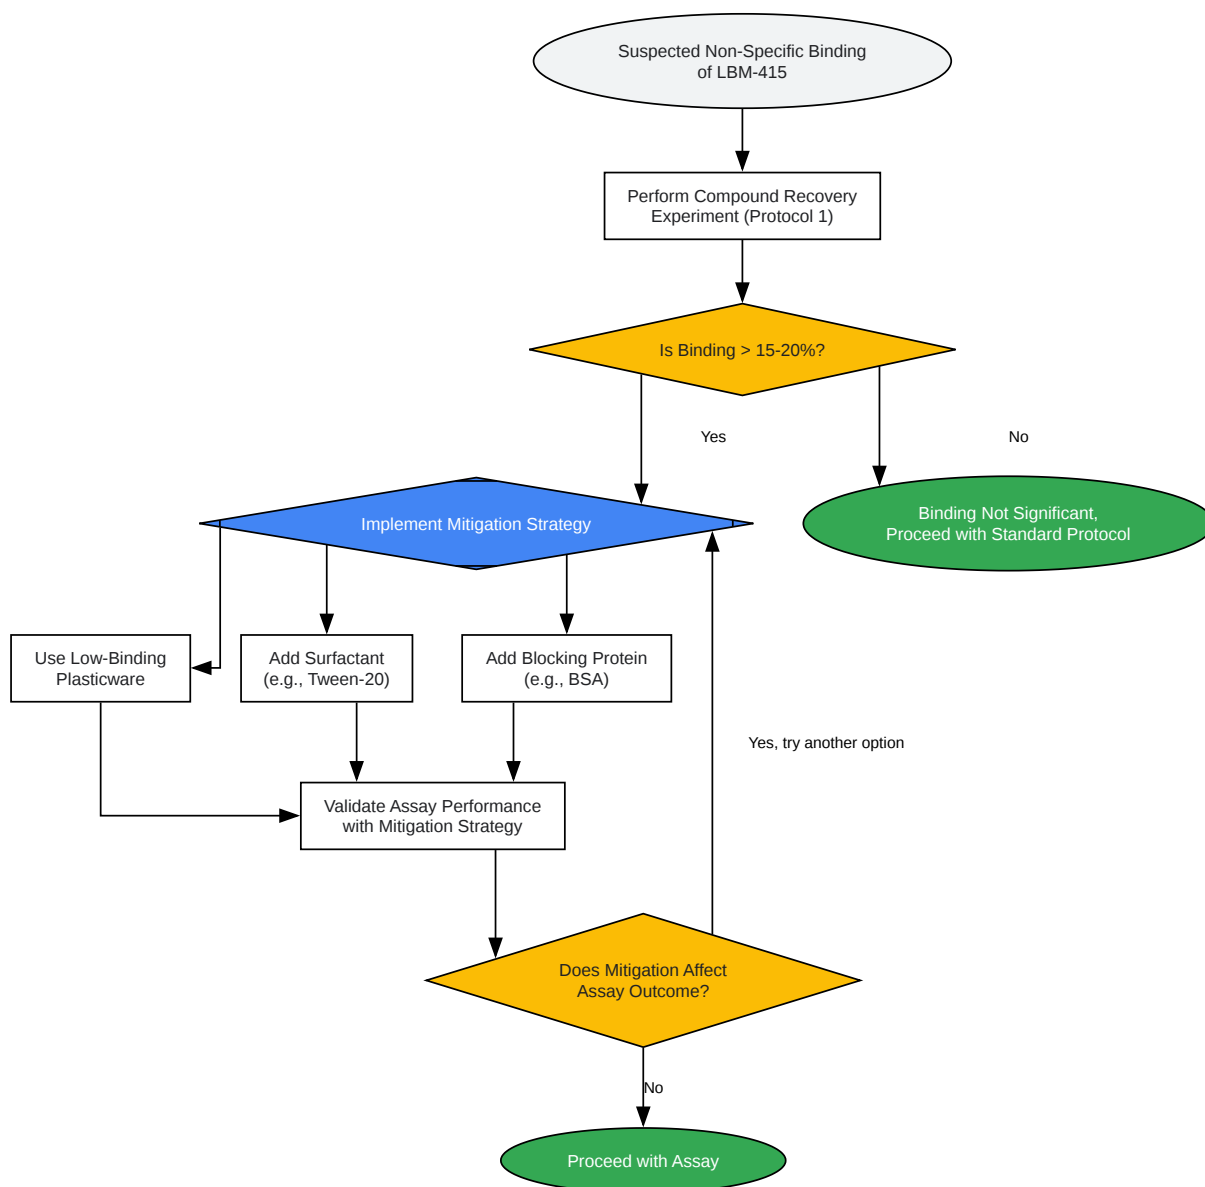 Suspected Non-Specific Binding
of LBM-415
Perform Compound Recovery
Experiment (Protocol 1)
Is Binding > 15-20%?
Yes
No
Implement Mitigation Strategy
Binding Not Significant,
Proceed with Standard Protocol
Use Low-Binding
Plasticware
Add Surfactant
(e.g., Tween-20)
Add Blocking Protein
(e.g., BSA)
Yes, try another option
Validate Assay Performance
with Mitigation Strategy
Does Mitigation Affect
Assay Outcome?
No
Proceed with Assay